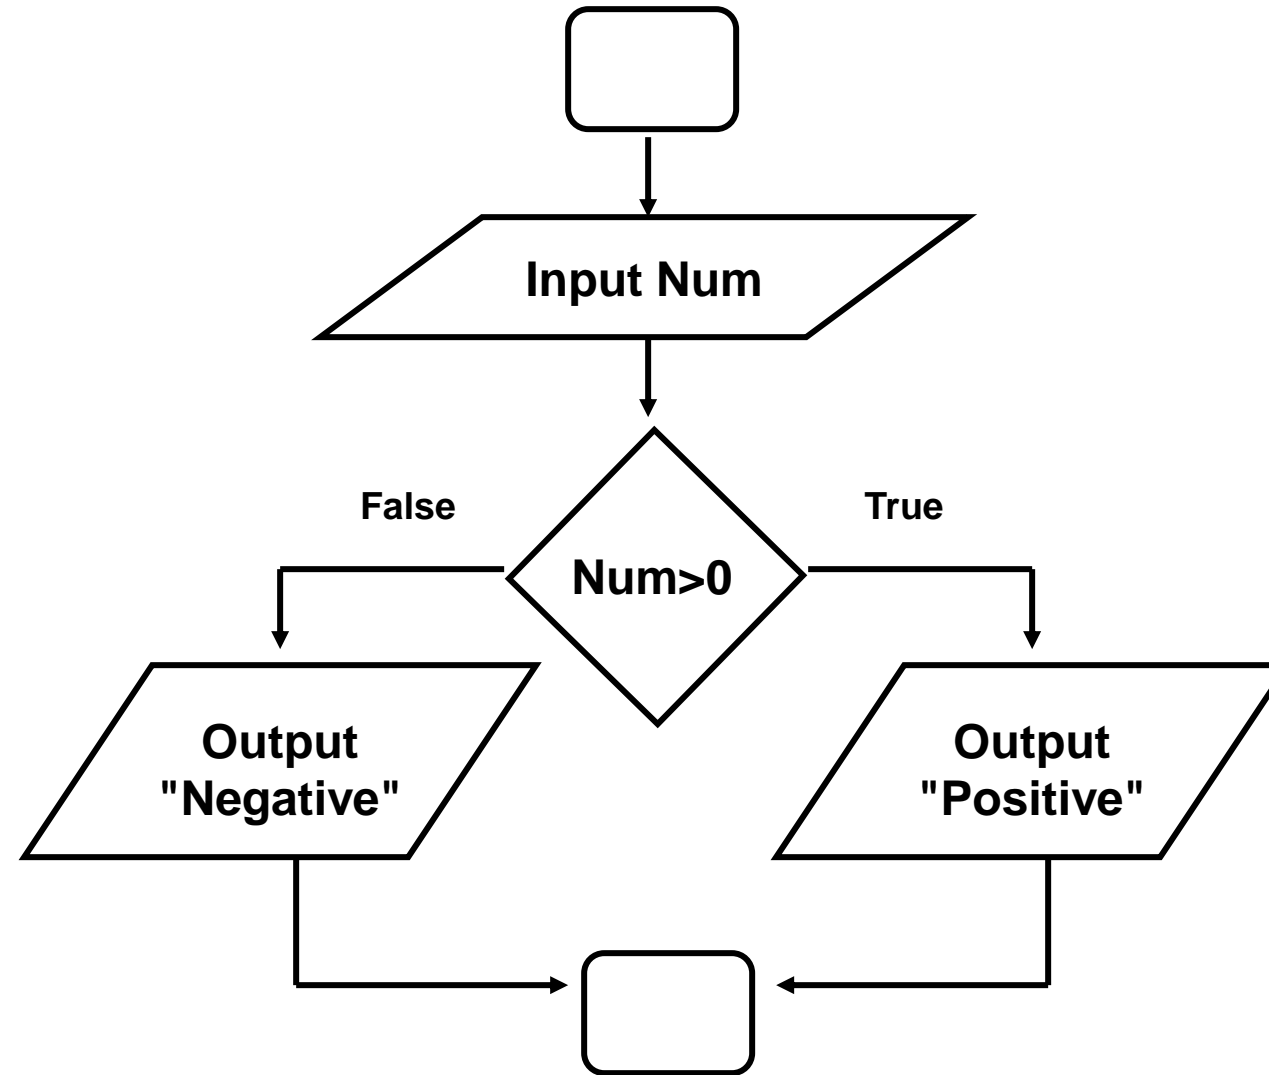 Input Num
False
True
Num>0
Output
"Negative"
Output
"Positive"